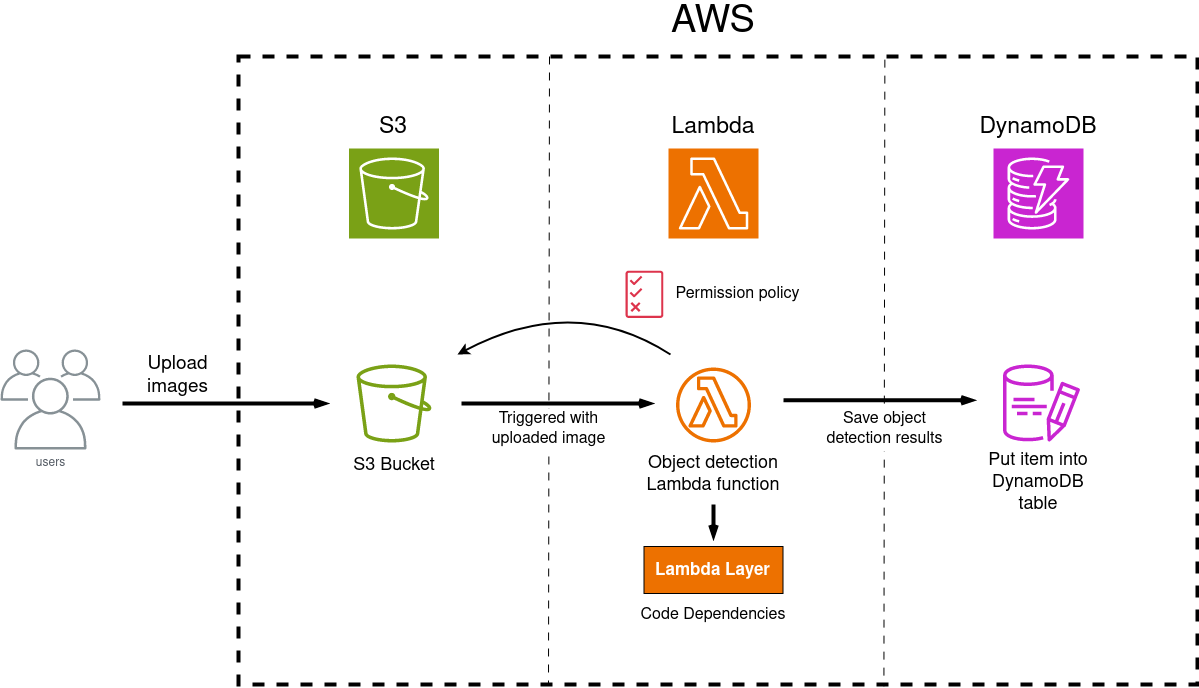 AWS
S3
Lambda
DynamoDB
Permission policy
Upload
images
users
S3 Bucket
Triggered with
uploaded image
Object detection
Lambda function
Save object
detection results
Put item into
DynamoDB
table
Lambda Layer
Code Dependencies